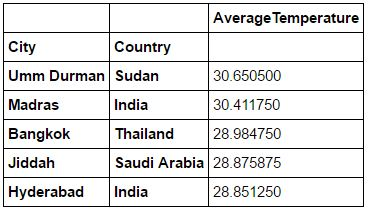 AverageTemperature
City Country
Umm Durman Sudan 30.650500
Madras India 30.411750
Bangkok Thailand 28.984750
Jiddah Saudi Arabia 28.875875
Hyderabad India 28.851250